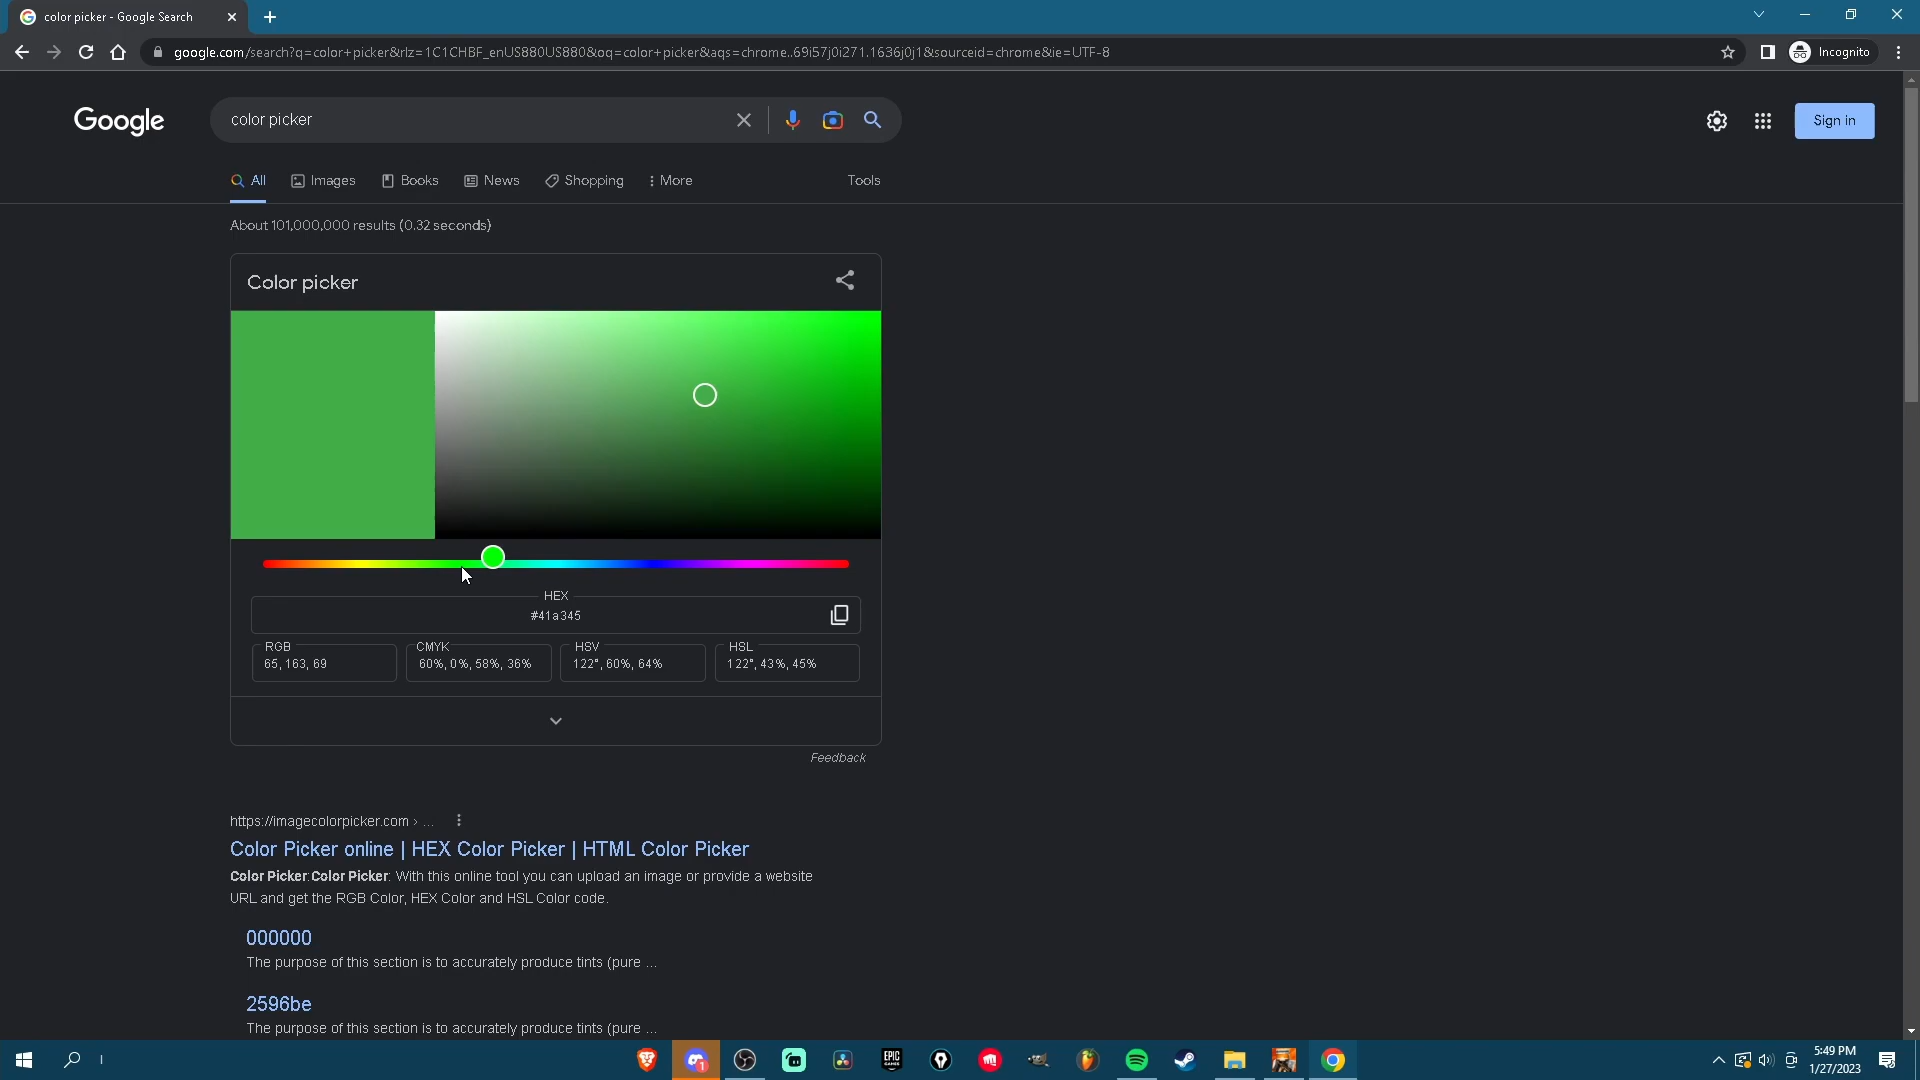 color picker - Google Search
google.com/search?q=color+picker&rlz=1C1CHBF_enUS880US880&oq=color+picker&aqs=chrome..69i57j0i271.1636j0j1&sourceid=chrome&ie=UTF-8
Incognito
Google
color picker
Sign in
All
Images
Books
News
Shopping
More
Tools
About 101,000,000 results (0.32 seconds)
Color picker
HEX
#41a345
RGB
65, 163, 69
CMYK
60%, 0%, 58%, 36%
HSV
122°, 60%, 64%
HSL
122°, 43%, 45%
Feedback
https://imagecolorpicker.com › ...
Color Picker online | HEX Color Picker | HTML Color Picker
Color Picker:Color Picker: With this online tool you can upload an image or provide a website
URL and get the RGB Color, HEX Color and HSL Color code.
000000
The purpose of this section is to accurately produce tints (pure ...
2596be
The purpose of this section is to accurately produce tints (pure ...
EPIC
GAMES
1
5:49 PM
1/27/2023